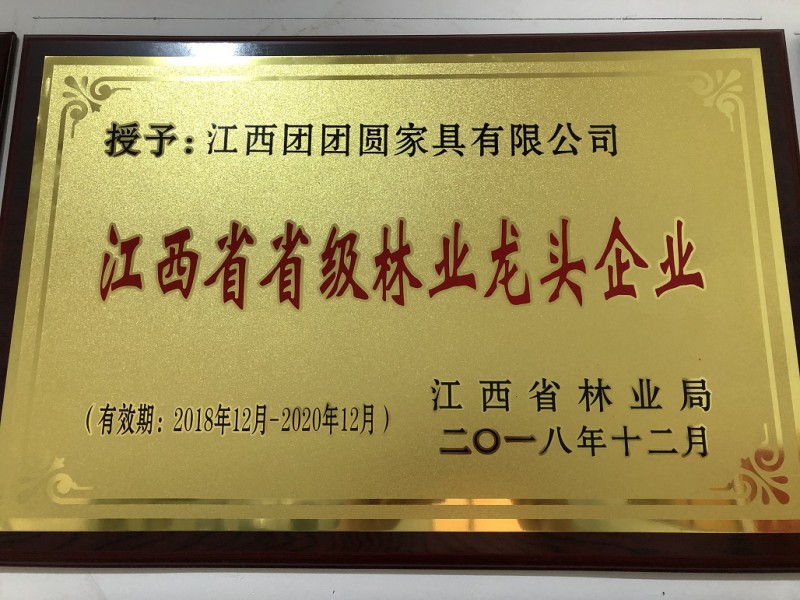 授予：江西团团圆家具有限公司
江西省省级林业龙头企业
（有效期：2018年12月-2020年12月）
江西省林业局
二〇一八年十二月